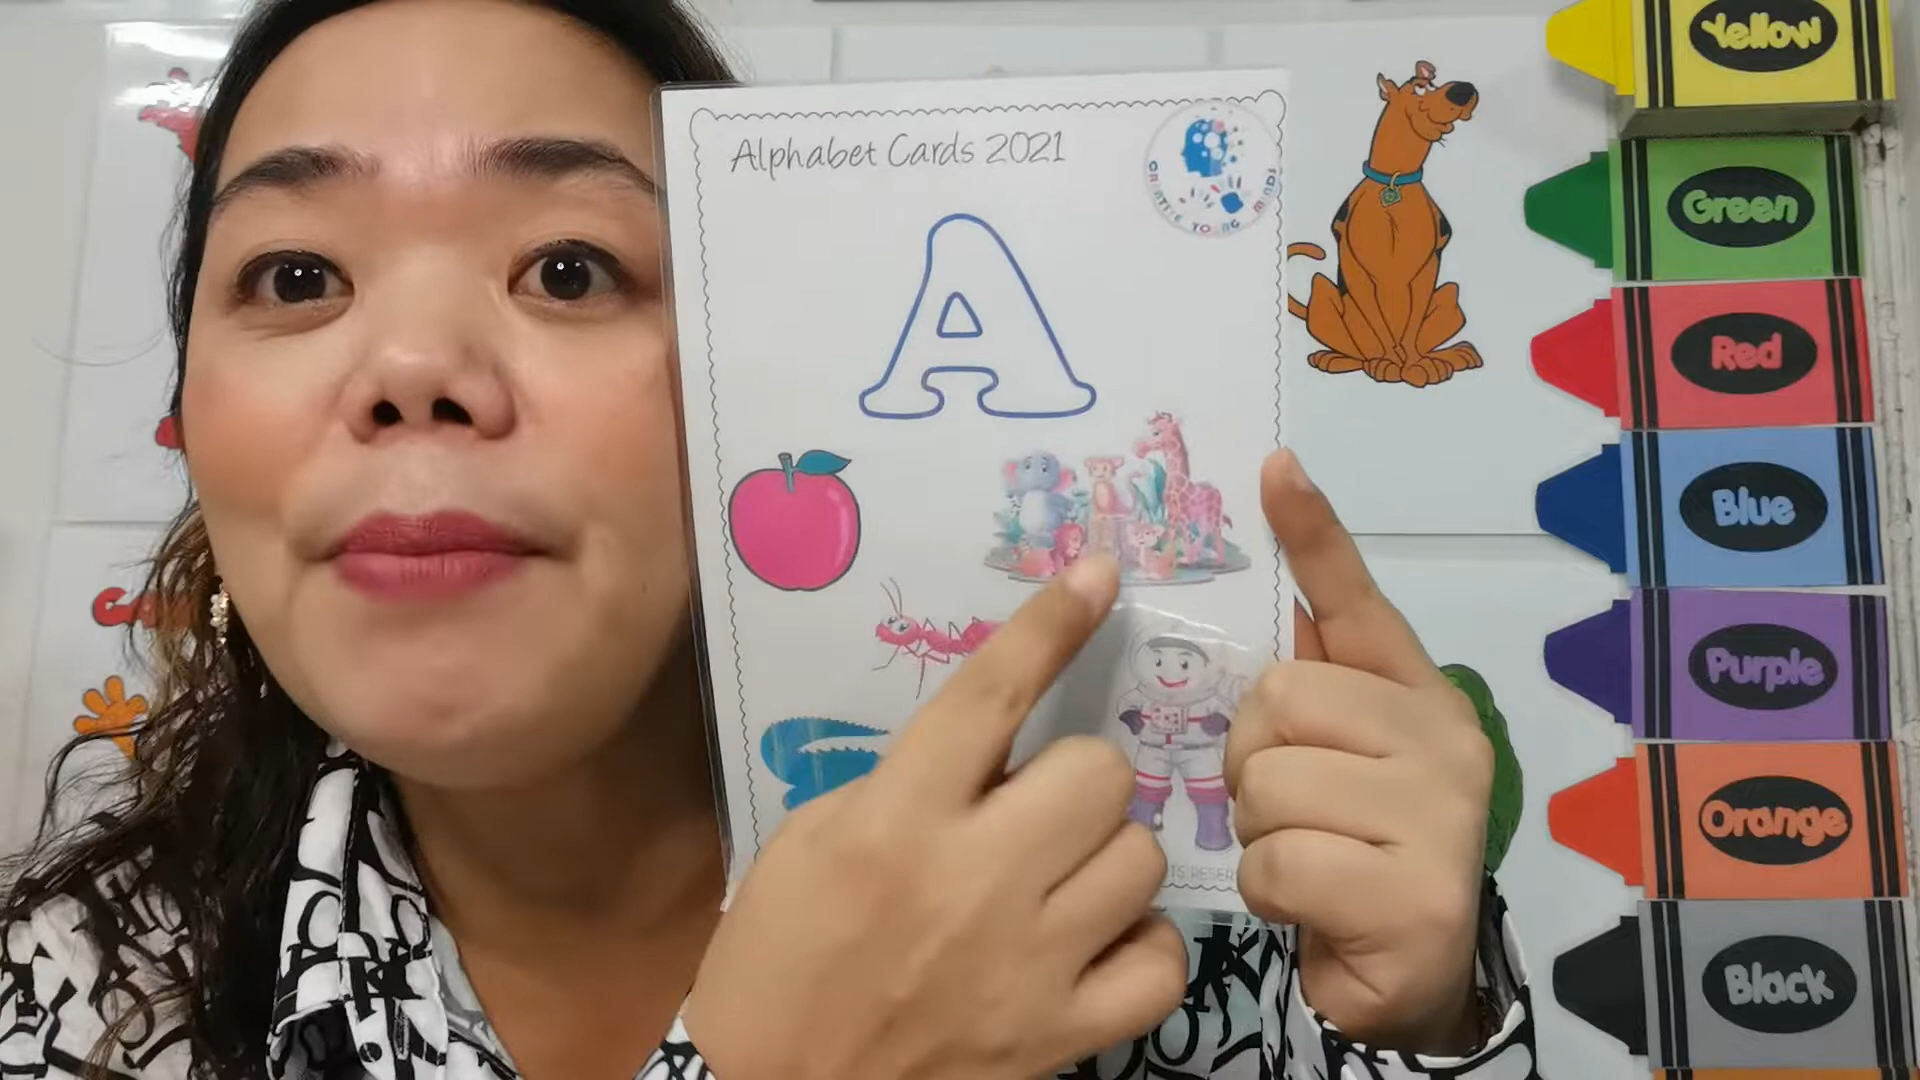 Alphabet Cards 2021
A
Yellow
Green
Red
Blue
Purple
Orange
Black